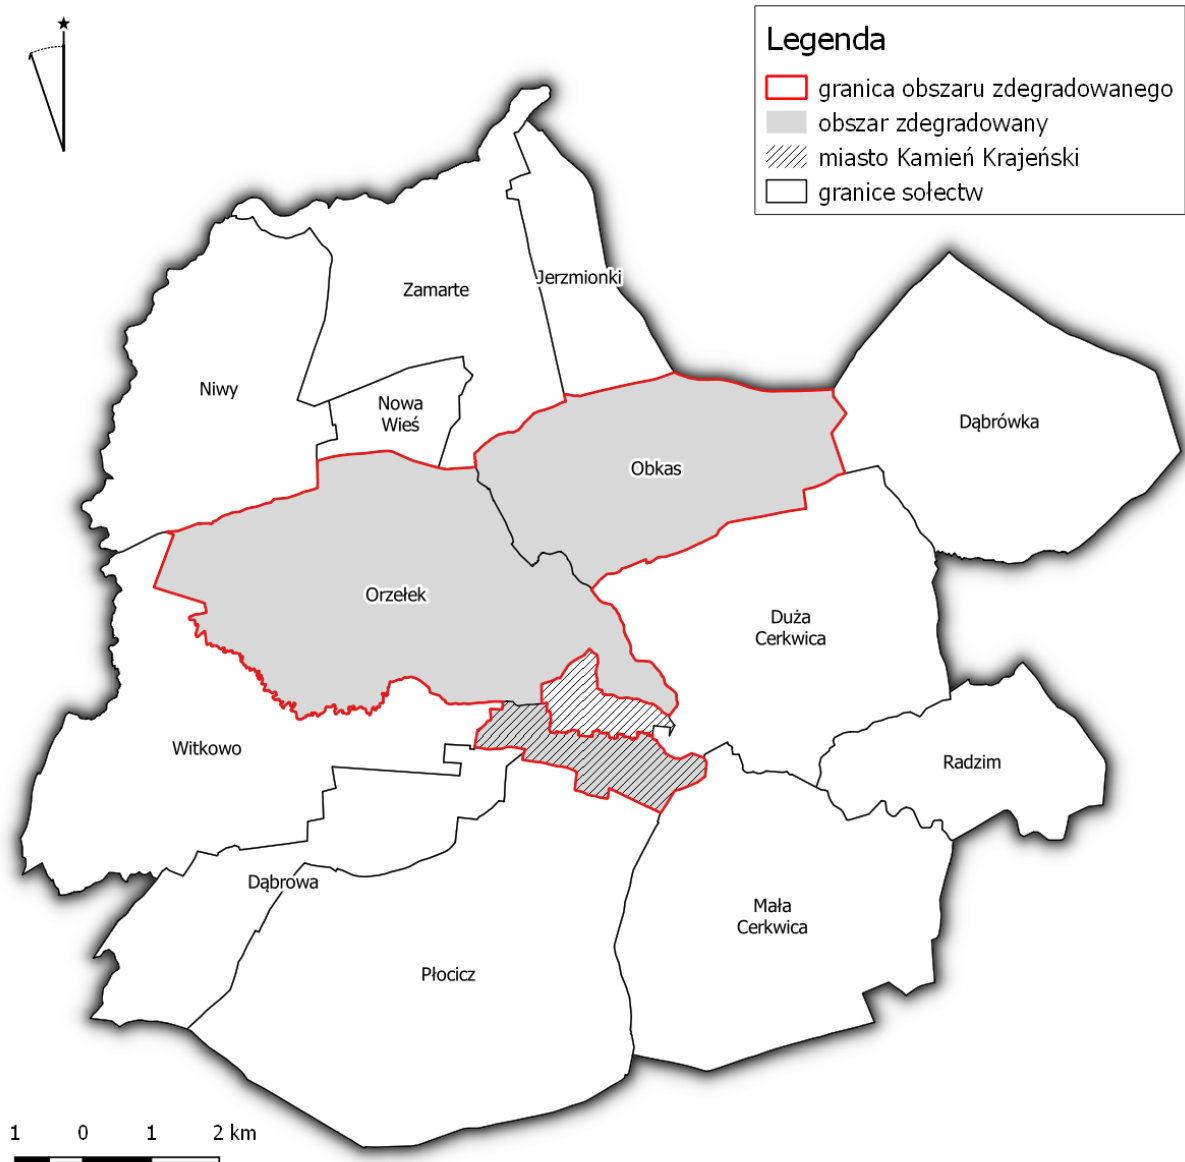 Legenda
granica obszaru zdegradowanego
obszar zdegradowany
miasto Kamień Krajeński
granice sołectw
Jerzmionki
Zamarte
Niwy
Nowa
Wieś
Dąbrówka
Obkas
Orzełek
Duża
Cerkwica
Witkowo
Radzim
Dąbrowa
Mała
Cerkwica
Płocicz
1 0 1 2 km